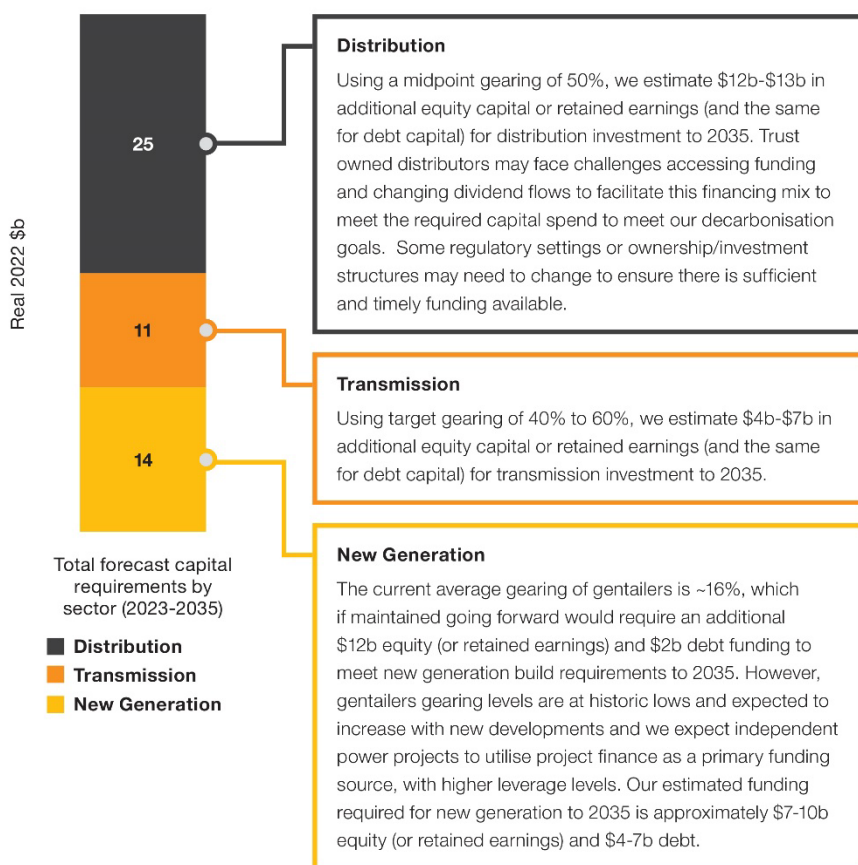 Real 2022 $b
25
11
14
Total forecast capital
requirements by
sector (2023-2035)
Distribution
Transmission
New Generation
Distribution
Using a midpoint gearing of 50%, we estimate $12b-$13b in
additional equity capital or retained earnings (and the same
for debt capital) for distribution investment to 2035. Trust
owned distributors may face challenges accessing funding
and changing dividend flows to facilitate this financing mix to
meet the required capital spend to meet our decarbonisation
goals.  Some regulatory settings or ownership/investment
structures may need to change to ensure there is sufficient
and timely funding available.
Transmission
Using target gearing of 40% to 60%, we estimate $4b-$7b in
additional equity capital or retained earnings (and the same
for debt capital) for transmission investment to 2035.
New Generation
The current average gearing of gentailers is ~16%, which
if maintained going forward would require an additional
$12b equity (or retained earnings) and $2b debt funding to
meet new generation build requirements to 2035. However,
gentailers gearing levels are at historic lows and expected to
increase with new developments and we expect independent
power projects to utilise project finance as a primary funding
source, with higher leverage levels. Our estimated funding
required for new generation to 2035 is approximately $7-10b
equity (or retained earnings) and $4-7b debt.